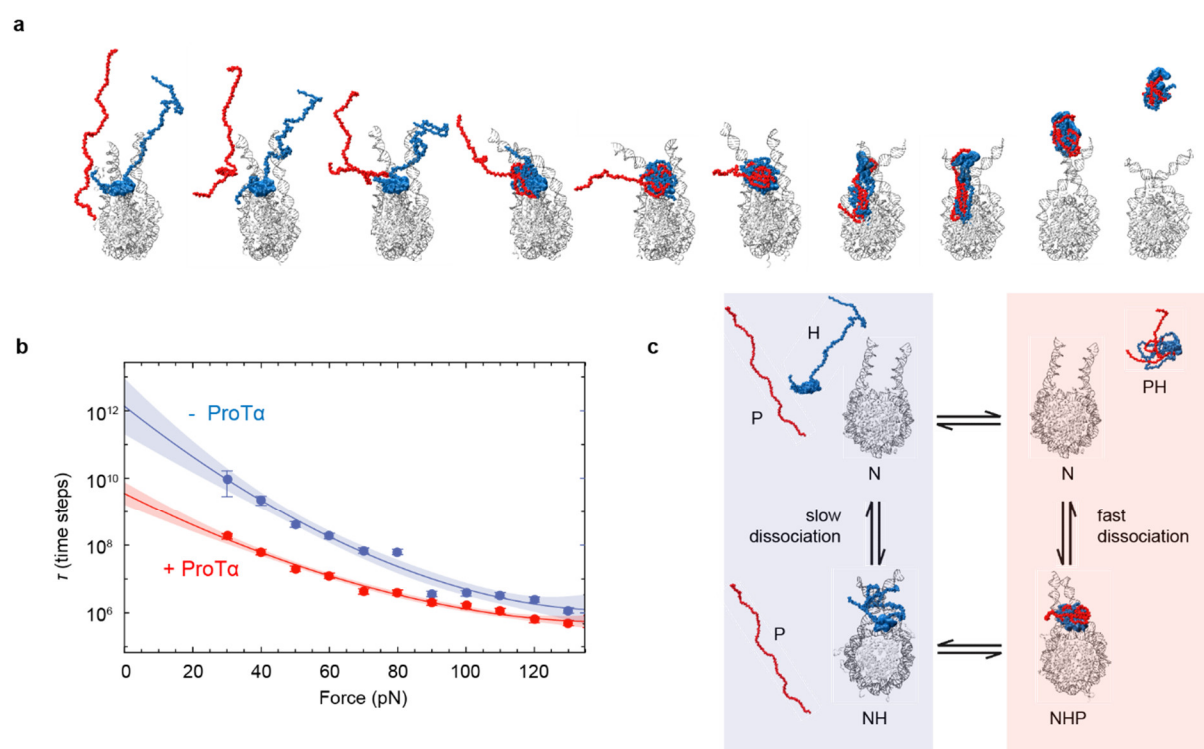 a
b
10¹²
10¹⁰
10⁸
10⁶
τ (time steps)
- ProTα
+ ProTα
0 20 40 60 80 100 120
Force (pN)
c
H
P
N
PH
N
slow
dissociation
fast
dissociation
P
NH
NHP